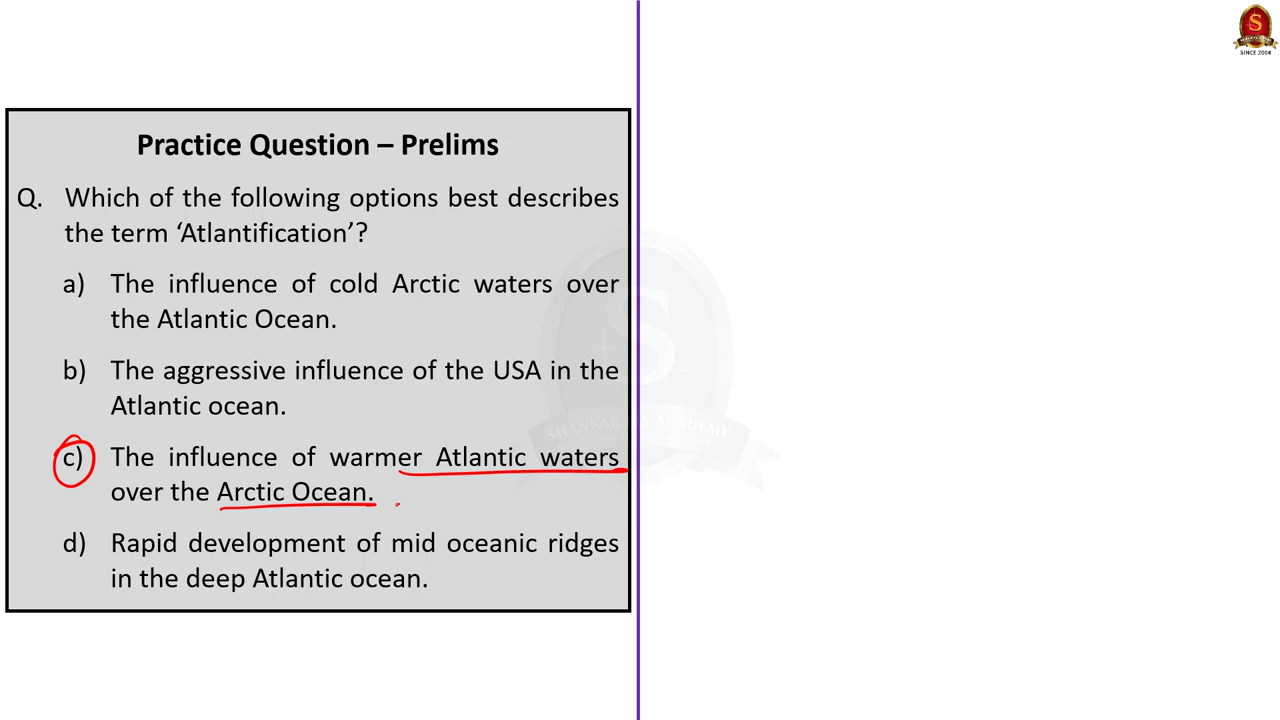 SINCE 2004
Practice Question – Prelims
Q. Which of the following options best describes
the term ‘Atlantification’?
a) The influence of cold Arctic waters over
the Atlantic Ocean.
b) The aggressive influence of the USA in the
Atlantic ocean.
c) The influence of warmer Atlantic waters
over the Arctic Ocean.
d) Rapid development of mid oceanic ridges
in the deep Atlantic ocean.